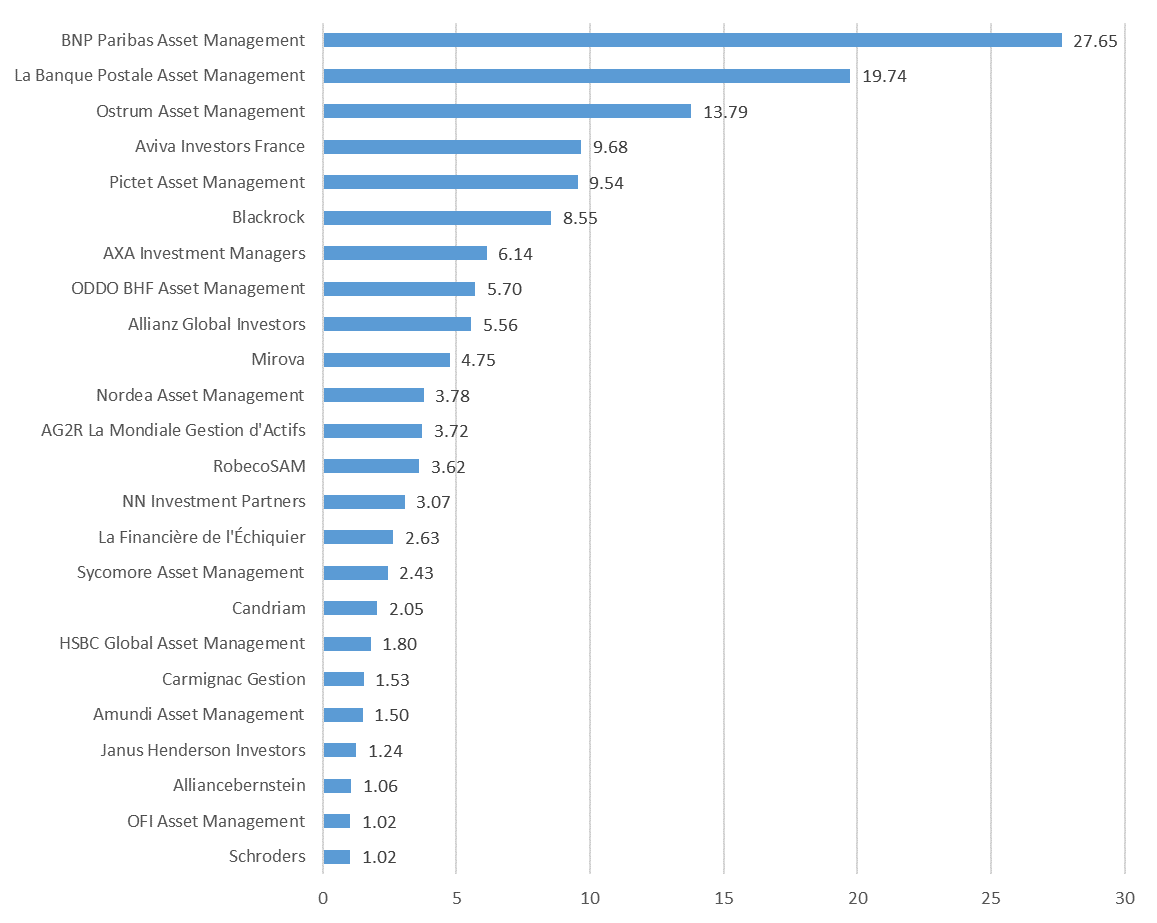 BNP Paribas Asset Management 27.65
La Banque Postale Asset Management 19.74
Ostrum Asset Management 13.79
Aviva Investors France 9.68
Pictet Asset Management 9.54
Blackrock 8.55
AXA Investment Managers 6.14
ODDO BHF Asset Management 5.70
Allianz Global Investors 5.56
Mirova 4.75
Nordea Asset Management 3.78
AG2R La Mondiale Gestion d'Actifs 3.72
RobecoSAM 3.62
NN Investment Partners 3.07
La Financière de l'Échiquier 2.63
Sycomore Asset Management 2.43
Candriam 2.05
HSBC Global Asset Management 1.80
Carmignac Gestion 1.53
Amundi Asset Management 1.50
Janus Henderson Investors 1.24
Alliancebernstein 1.06
OFI Asset Management 1.02
Schroders 1.02
0 5 10 15 20 25 30